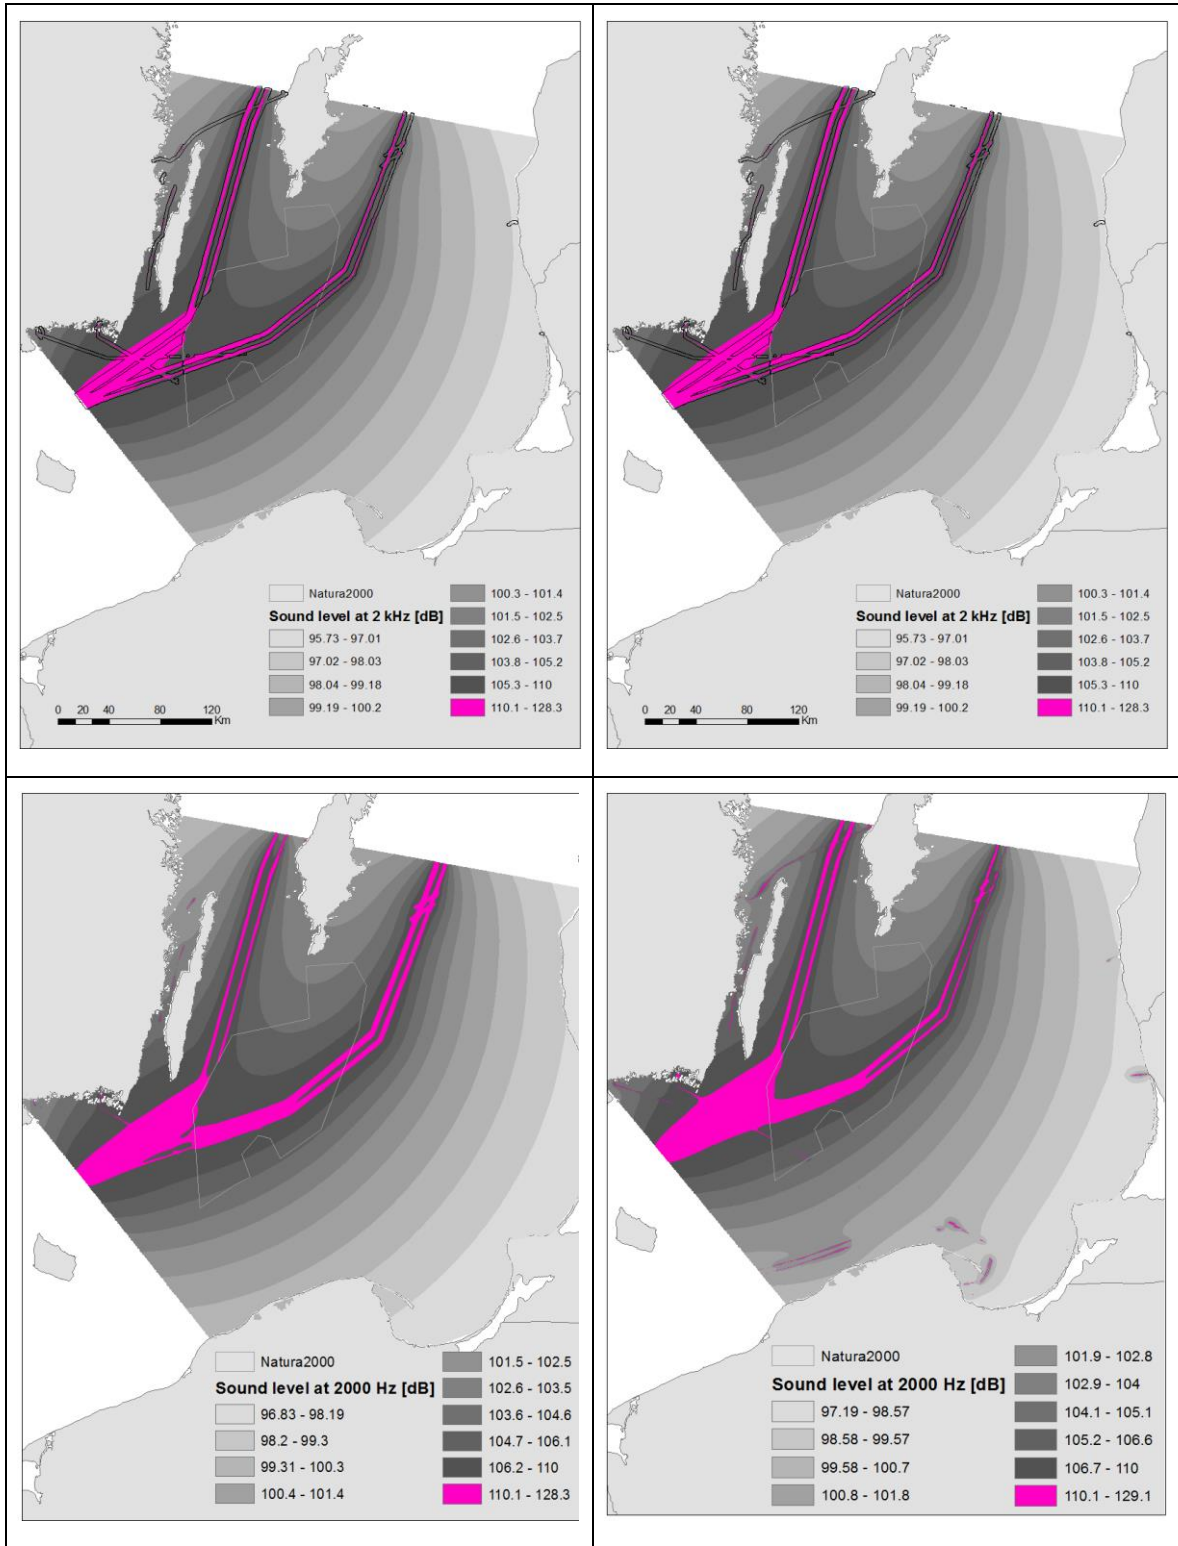 Natura2000
Sound level at 2 kHz [dB]
95.73 - 97.01
97.02 - 98.03
98.04 - 99.18
99.19 - 100.2
100.3 - 101.4
101.5 - 102.5
102.6 - 103.7
103.8 - 105.2
105.3 - 110
110.1 - 128.3
0 20 40 80 120
Km
Natura2000
Sound level at 2 kHz [dB]
95.73 - 97.01
97.02 - 98.03
98.04 - 99.18
99.19 - 100.2
100.3 - 101.4
101.5 - 102.5
102.6 - 103.7
103.8 - 105.2
105.3 - 110
110.1 - 128.3
0 20 40 80 120
Km
Natura2000
Sound level at 2000 Hz [dB]
96.83 - 98.19
98.2 - 99.3
99.31 - 100.3
100.4 - 101.4
101.5 - 102.5
102.6 - 103.5
103.6 - 104.6
104.7 - 106.1
106.2 - 110
110.1 - 128.3
Natura2000
Sound level at 2000 Hz [dB]
97.19 - 98.57
98.58 - 99.57
99.58 - 100.7
100.8 - 101.8
101.9 - 102.8
102.9 - 104
104.1 - 105.1
105.2 - 106.6
106.7 - 110
110.1 - 129.1